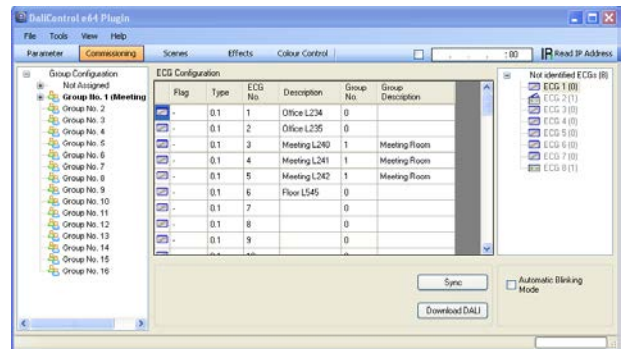 DaliControl e64 Plugin
File Tools View Help
Parameter Commissioning Scenes Effects Colour Control : 80 IR Read IP Address
Group Configuration
Not Assigned
Group No. 1 (Meeting
Group No. 2
Group No. 3
Group No. 4
Group No. 5
Group No. 6
Group No. 7
Group No. 8
Group No. 9
Group No. 10
Group No. 11
Group No. 12
Group No. 13
Group No. 14
Group No. 15
Group No. 16
ECG Configuration
Flag Type ECG No. Description Group No. Group Description
- 0.1 1 Office L234 0
- 0.1 2 Office L235 0
- 0.1 3 Meeting L240 1 Meeting Room
- 0.1 4 Meeting L241 1 Meeting Room
- 0.1 5 Meeting L242 1 Meeting Room
- 0.1 6 Floor L545 0
- 0.1 7 0
- 0.1 8 0
- 0.1 9 0
Sync
Download DALI
Not identified ECGs (8)
ECG 1 (0)
ECG 2 (1)
ECG 3 (0)
ECG 4 (0)
ECG 5 (0)
ECG 6 (0)
ECG 7 (0)
ECG 8 (1)
Automatic Blinking
Mode